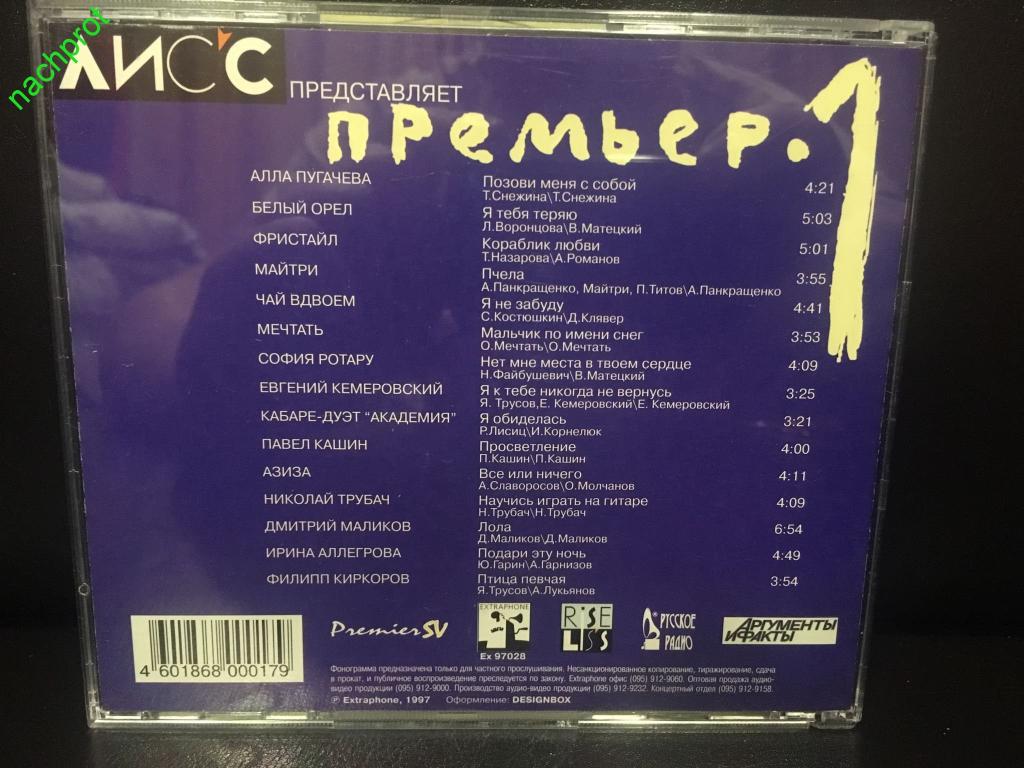 nachprot
ЛИС'С
ПРЕДСТАВЛЯЕТ
ПРЕМЬЕР.1
АЛЛА ПУГАЧЕВА Позови меня с собой 4:21
Т.Снежина\Т.Снежина
БЕЛЫЙ ОРЕЛ Я тебя теряю 5:03
Л.Воронцова\В.Матецкий
ФРИСТАЙЛ Кораблик любви 5:01
Т.Назарова\А.Романов
МАЙТРИ Пчела 3:55
А.Панкращенко, Майтри, П.Титов\А.Панкращенко
ЧАЙ ВДВОЕМ Я не забуду 4:41
С.Костюшкин\Д.Клявер
МЕЧТАТЬ Мальчик по имени снег 3:53
О.Мечтать\О.Мечтать
СОФИЯ РОТАРУ Нет мне места в твоем сердце 4:09
Н.Файбушевич\В.Матецкий
ЕВГЕНИЙ КЕМЕРОВСКИЙ Я к тебе никогда не вернусь 3:25
Я. Трусов,Е. Кемеровский\Е. Кемеровский
КАБАРЕ-ДУЭТ "АКАДЕМИЯ" Я обиделась 3:21
Р.Лисиц\И.Корнелюк
ПАВЕЛ КАШИН Просветление 4:00
П.Кашин\П.Кашин
АЗИЗА Все или ничего 4:11
А.Славоросов\О.Молчанов
НИКОЛАЙ ТРУБАЧ Научись играть на гитаре 4:09
Н.Трубач\Н.Трубач
ДМИТРИЙ МАЛИКОВ Лола 6:54
Д.Маликов\Д.Маликов
ИРИНА АЛЛЕГРОВА Подари эту ночь 4:49
Ю.Гарин\А.Гарнизов
ФИЛИПП КИРКОРОВ Птица певчая 3:54
Я.Трусов\А.Лукьянов
4 601868 000179
Premier SV
EXTRAPHONE
Ex 97028
RiSE
LISS
РУССКОЕ
РАДИО
АРГУМЕНТЫ
И ФАКТЫ
Фонограмма предназначена только для частного прослушивания. Несанкционированное копирование, тиражирование, сдача
в прокат, и публичное воспроизведение преследуется по закону. Extraphone офис (095) 912-9060. Оптовая продажа аудио-
видео продукции (095) 912-9000. Производство аудио-видео продукции (095) 912-9232. Концертный отдел (095) 912-9158.
℗ Extraphone, 1997 Оформление: DESIGNBOX